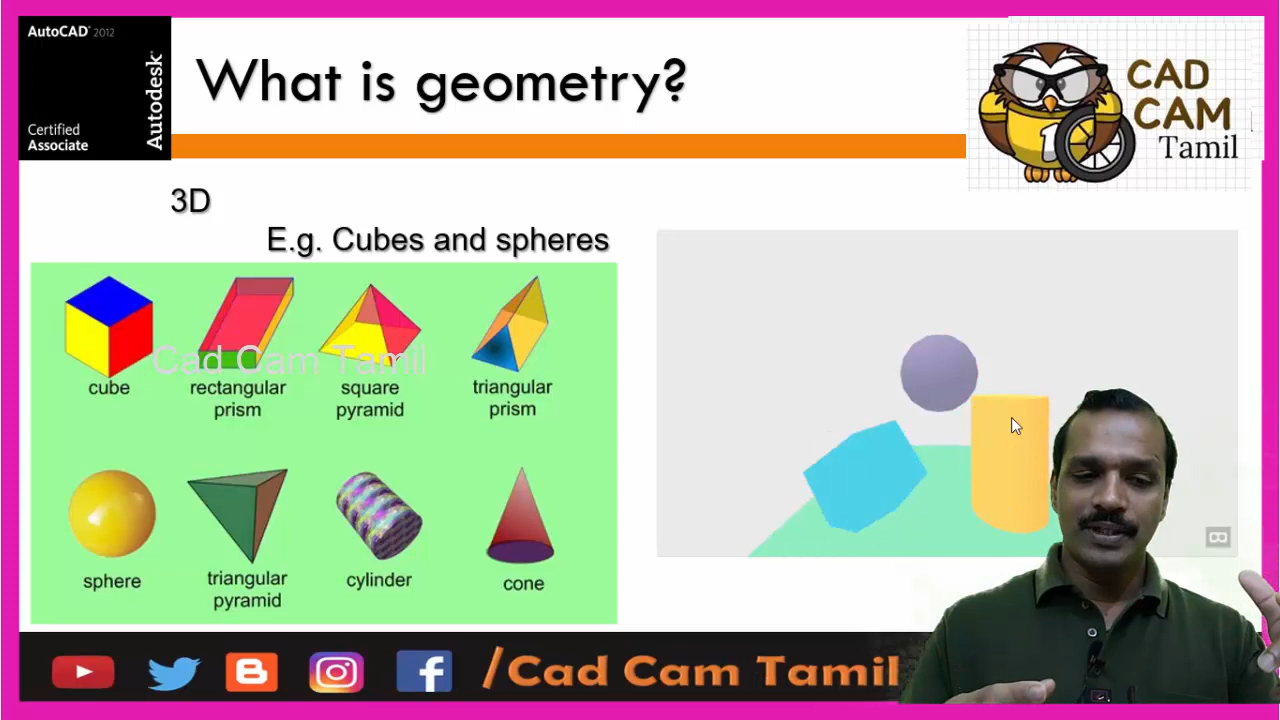 AutoCAD® 2012
Autodesk®
Certified
Associate
What is geometry?
CAD
CAM
Tamil
1
3D
E.g. Cubes and spheres
Cad Cam Tamil
cube
rectangular
prism
square
pyramid
triangular
prism
sphere
triangular
pyramid
cylinder
cone
/Cad Cam Tamil